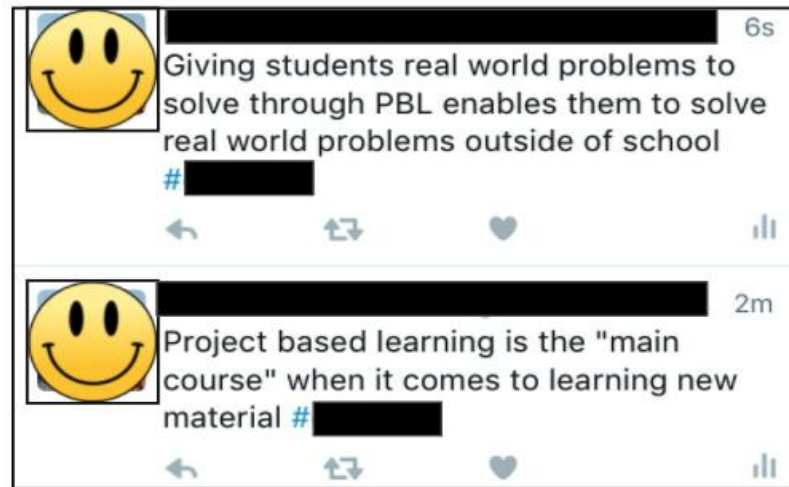 6s
Giving students real world problems to
solve through PBL enables them to solve
real world problems outside of school
#
2m
Project based learning is the "main
course" when it comes to learning new
material #